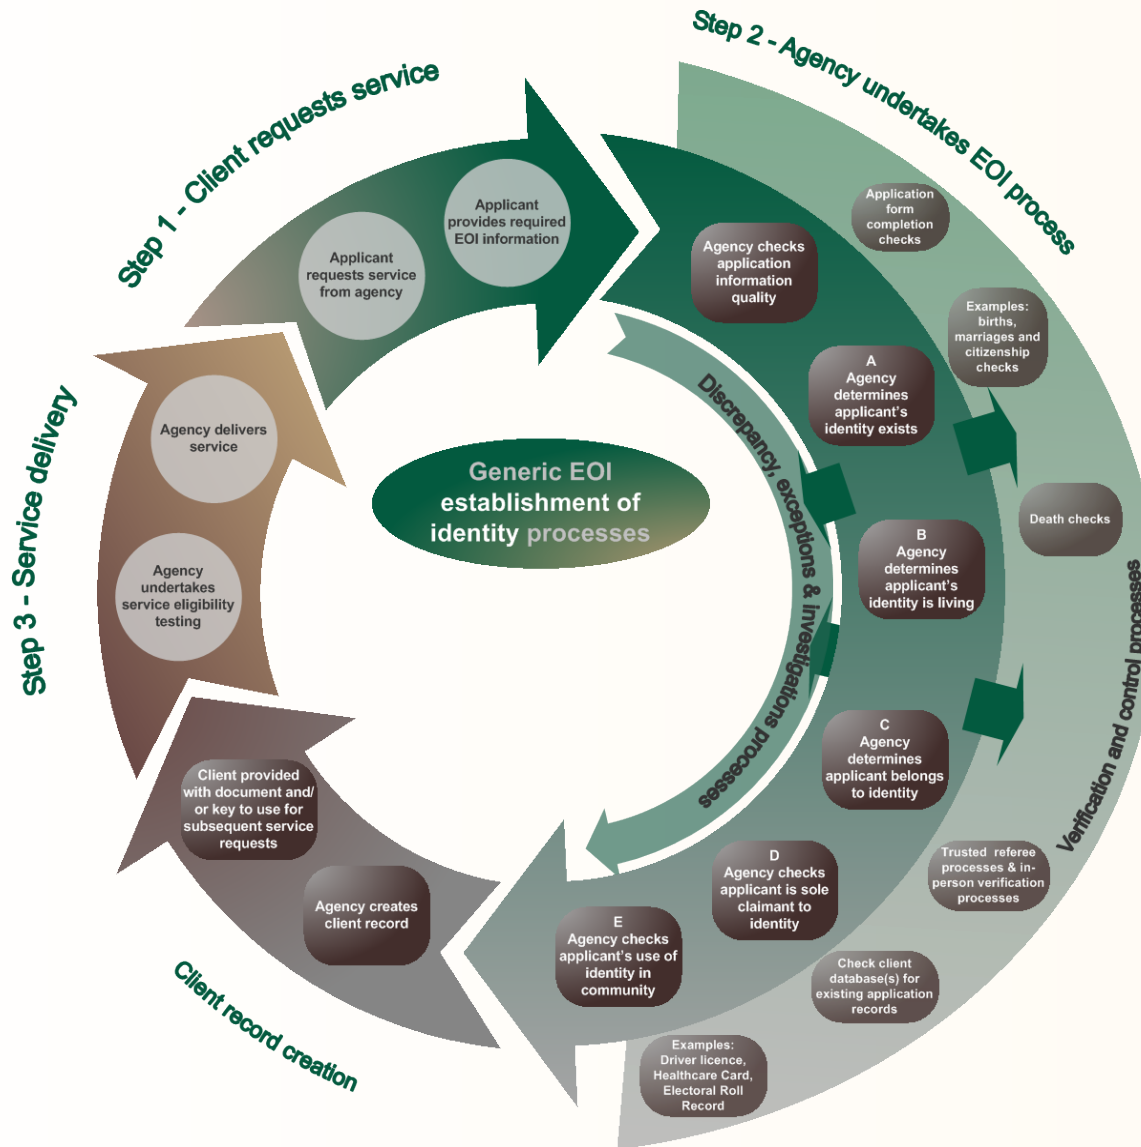 Step 1 - Client requests service
Applicant
requests service
from agency
Applicant
provides required
EOI information
Step 2 - Agency undertakes EOI process
Agency checks
application
information
quality
Application
form
completion
checks
A
Agency
determines
applicant's
identity exists
Examples:
births,
marriages and
citizenship
checks
B
Agency
determines
applicant's
identity is living
Death checks
C
Agency
determines
applicant belongs
to identity
Trusted referee
processes & in-
person verification
processes
D
Agency checks
applicant is sole
claimant to
identity
Check client
database(s) for
existing application
records
E
Agency checks
applicant's use of
identity in
community
Examples:
Driver licence,
Healthcare Card,
Electoral Roll
Record
Verification and control processes
Discrepancy, exceptions & investigations processes
Generic EOI
establishment of
identity processes
Client record creation
Agency creates
client record
Client provided
with document and/
or key to use for
subsequent service
requests
Step 3 - Service delivery
Agency
undertakes
service eligibility
testing
Agency delivers
service